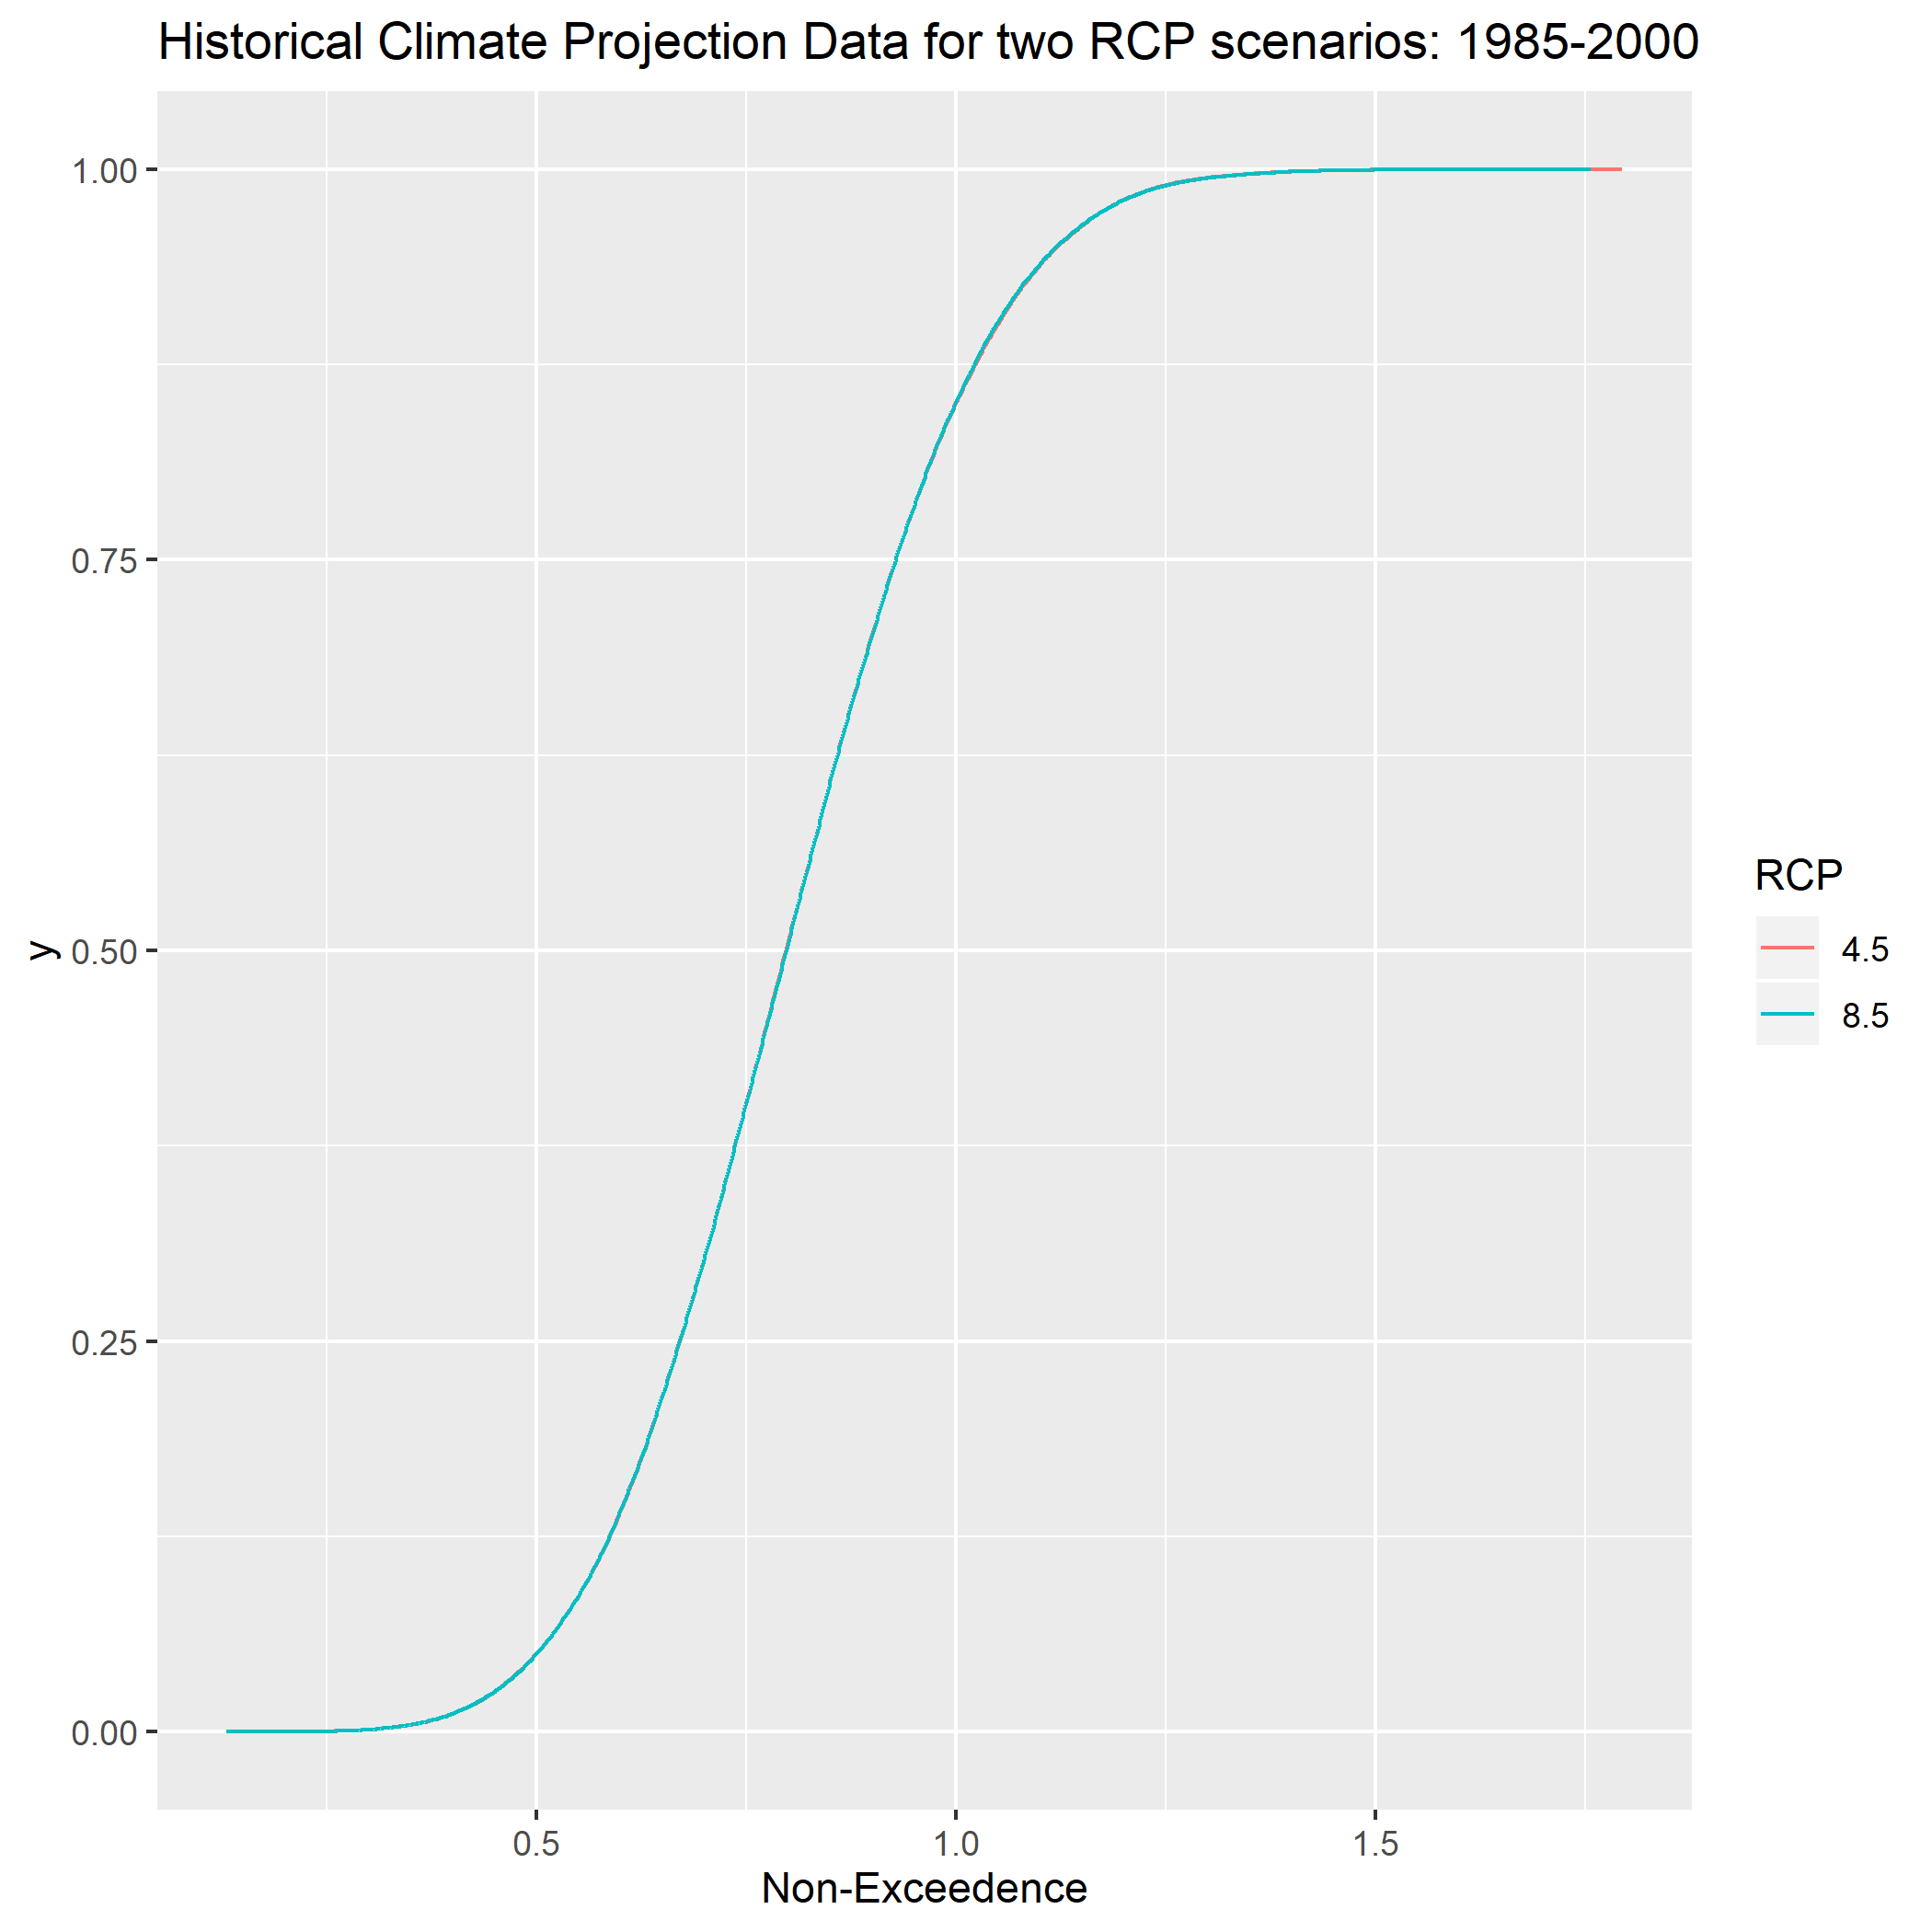 Historical Climate Projection Data for two RCP scenarios: 1985-2000
1.00
0.75
0.50
0.25
0.00
y
0.5
1.0
1.5
Non-Exceedence
RCP
4.5
8.5